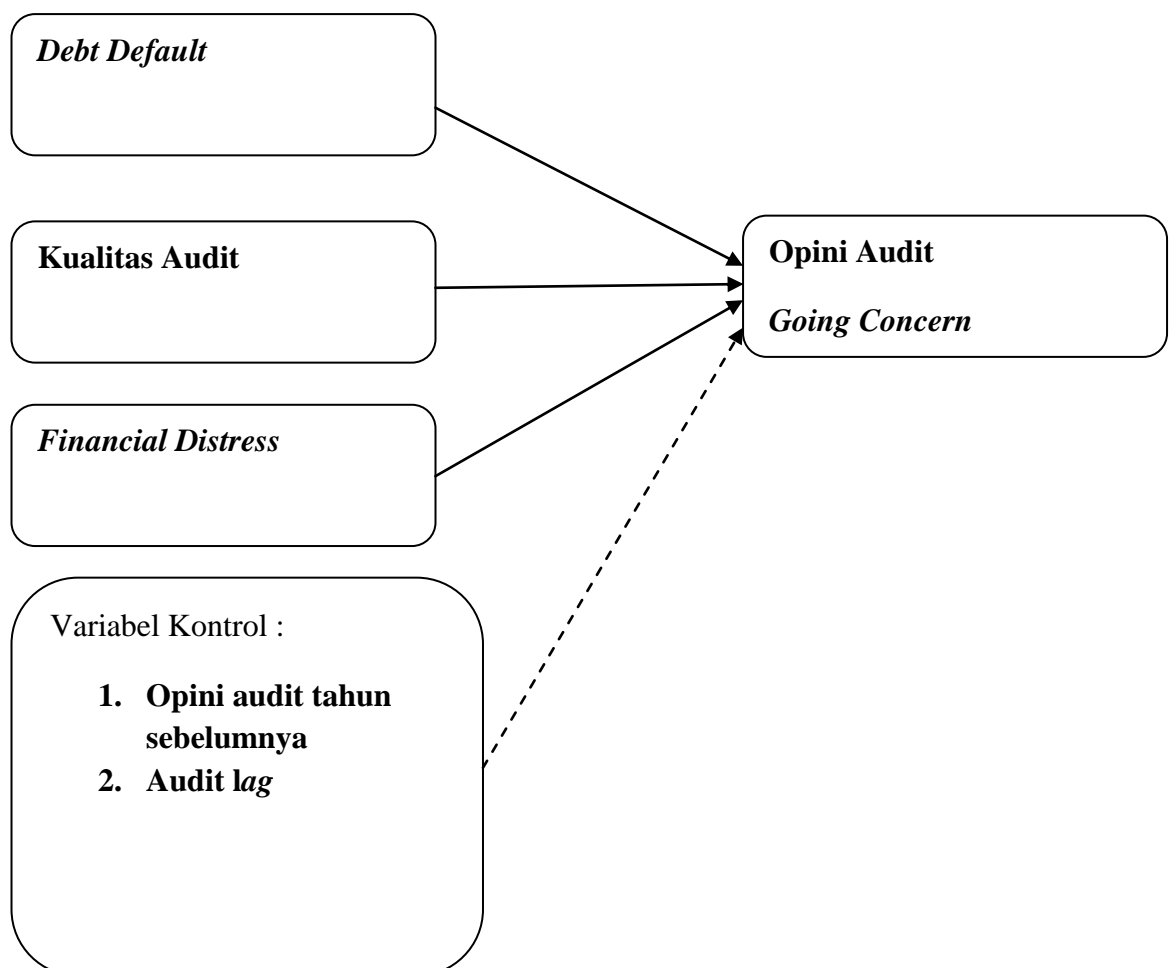 Debt Default
Kualitas Audit
Opini Audit
Going Concern
Financial Distress
Variabel Kontrol :
1. Opini audit tahun
sebelumnya
2. Audit lag